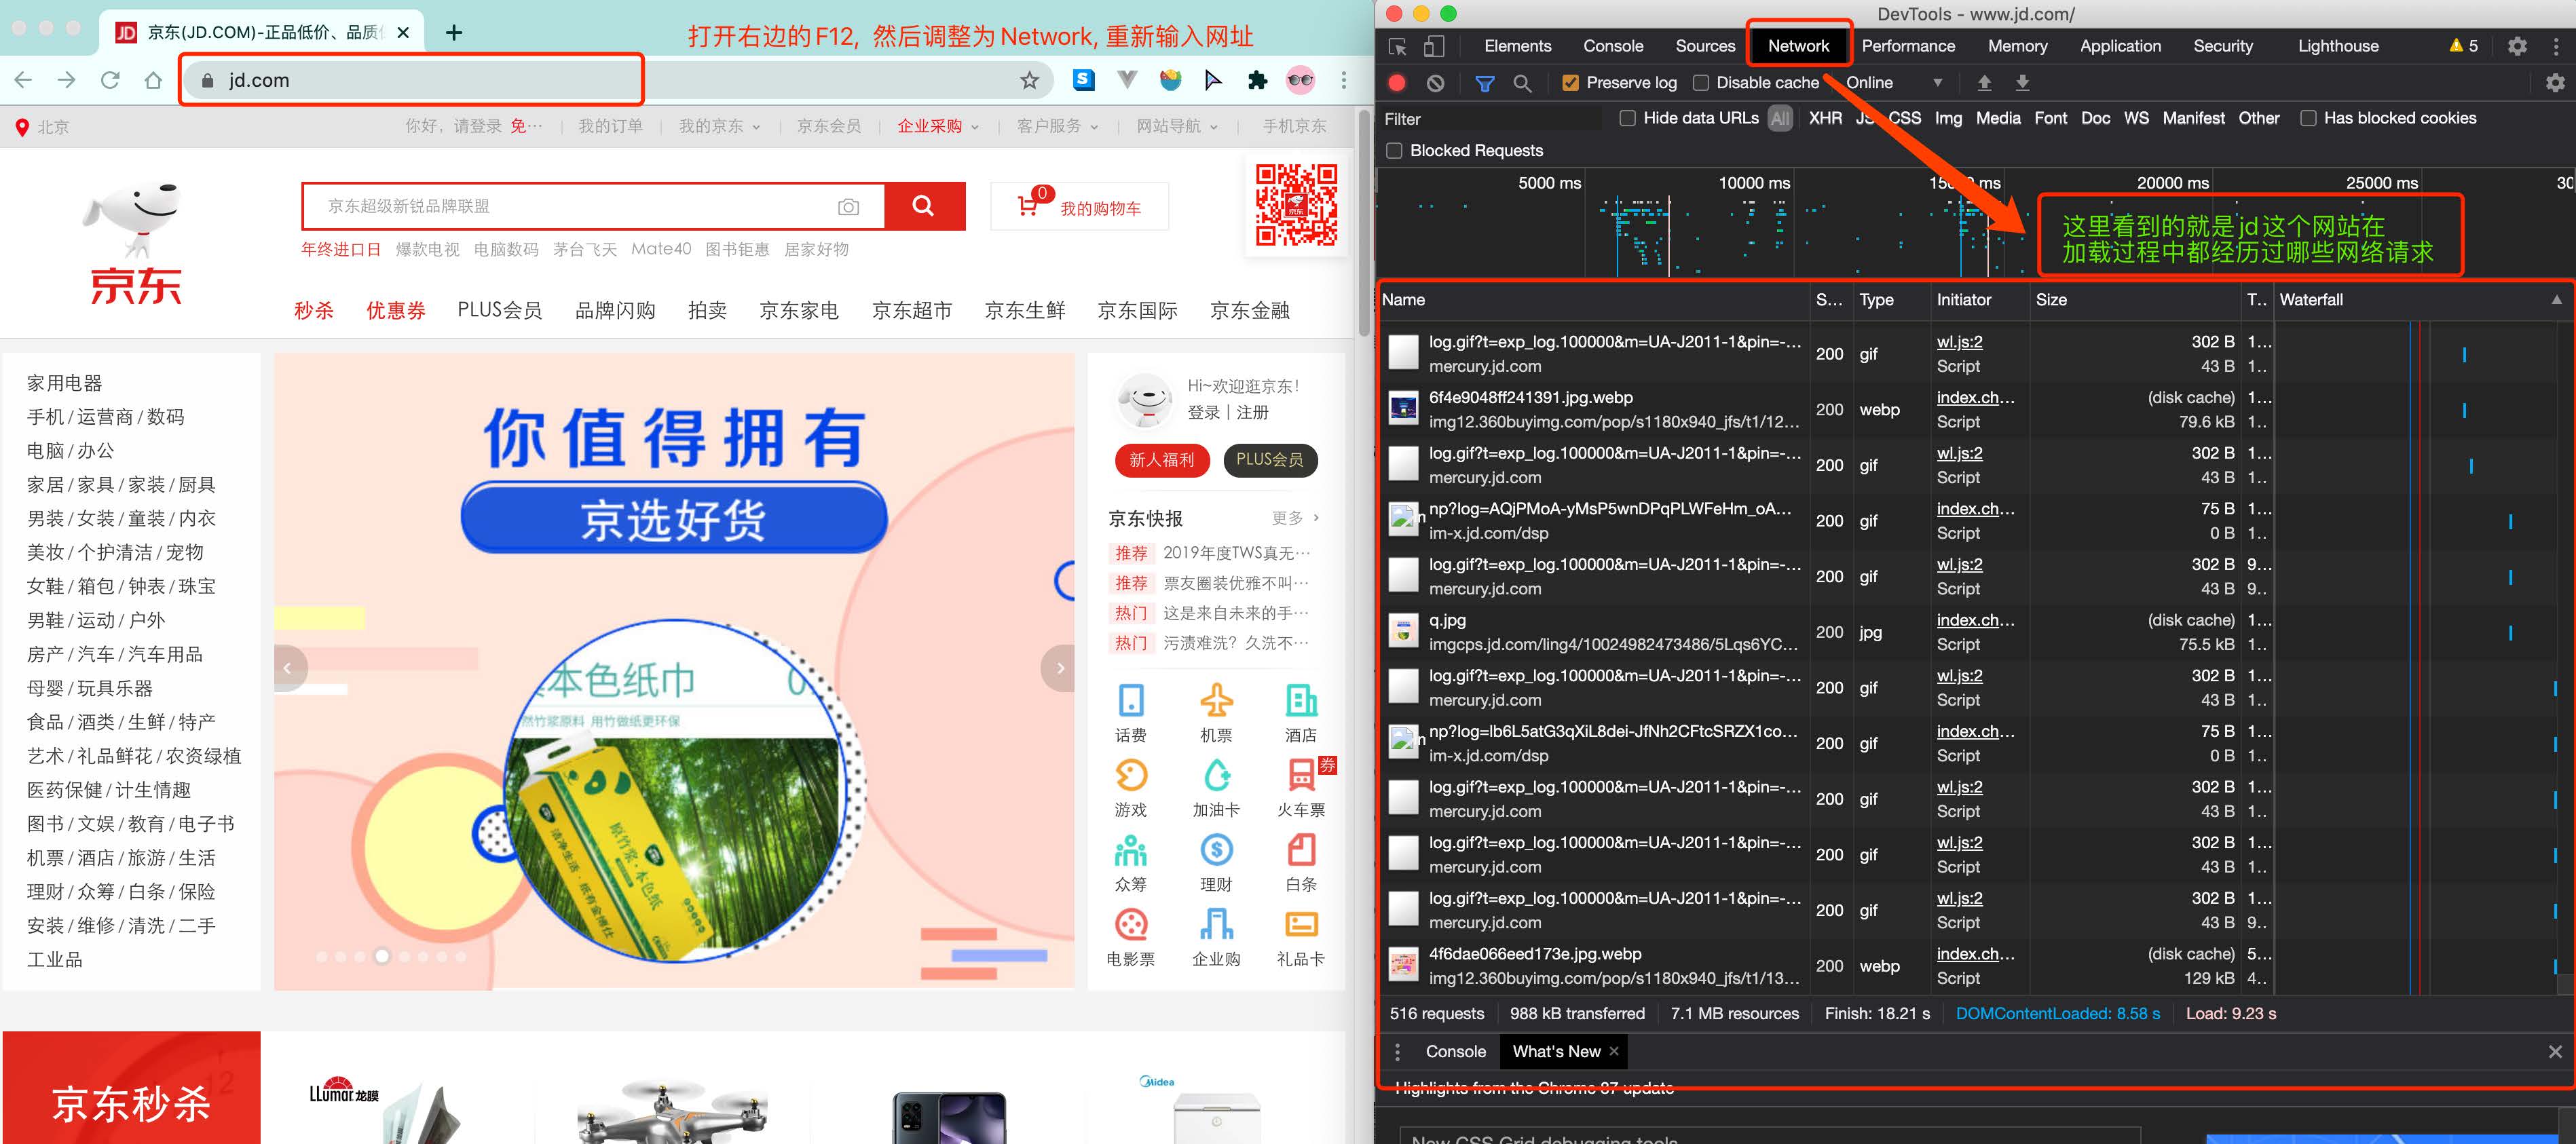 京东(JD.COM)-正品低价、品质
打开右边的F12, 然后调整为Network, 重新输入网址
jd.com
北京
你好，请登录 免…
我的订单
我的京东
京东会员
企业采购
客户服务
网站导航
手机京东
京东
京东超级新锐品牌联盟
0
我的购物车
年终进口日 爆款电视 电脑数码 茅台飞天 Mate40 图书钜惠 居家好物
秒杀 优惠券 PLUS会员 品牌闪购 拍卖 京东家电 京东超市 京东生鲜 京东国际 京东金融
家用电器
手机 / 运营商 / 数码
电脑 / 办公
家居 / 家具 / 家装 / 厨具
男装 / 女装 / 童装 / 内衣
美妆 / 个护清洁 / 宠物
女鞋 / 箱包 / 钟表 / 珠宝
男鞋 / 运动 / 户外
房产 / 汽车 / 汽车用品
母婴 / 玩具乐器
食品 / 酒类 / 生鲜 / 特产
艺术 / 礼品鲜花 / 农资绿植
医药保健 / 计生情趣
图书 / 文娱 / 教育 / 电子书
机票 / 酒店 / 旅游 / 生活
理财 / 众筹 / 白条 / 保险
安装 / 维修 / 清洗 / 二手
工业品
你值得拥有
京选好货
本色纸巾
然竹浆原料 用竹做纸更环保
原竹浆·本色纸
Hi~欢迎逛京东!
登录 | 注册
新人福利 PLUS会员
京东快报 更多 >
推荐 2019年度TWS真无…
推荐 票友圈装优雅不叫…
热门 这是来自未来的手…
热门 污渍难洗？久洗不…
话费 机票 酒店
券
游戏 加油卡 火车票
众筹 理财 白条
电影票 企业购 礼品卡
京东秒杀
LLumar 龙膜
Midea
DevTools - www.jd.com/
Elements Console Sources Network Performance Memory Application Security Lighthouse 5
Preserve log Disable cache Online
Filter Hide data URLs All XHR JS CSS Img Media Font Doc WS Manifest Other Has blocked cookies
Blocked Requests
5000 ms 10000 ms 15000 ms 20000 ms 25000 ms 30
这里看到的就是jd这个网站在
加载过程中都经历过哪些网络请求
Name S... Type Initiator Size T.. Waterfall
log.gif?t=exp_log.100000&m=UA-J2011-1&pin=-... 200 gif wl.js:2 302 B 1...
mercury.jd.com Script 43 B 1..
6f4e9048ff241391.jpg.webp 200 webp index.ch... (disk cache) 1...
img12.360buyimg.com/pop/s1180x940_jfs/t1/12... Script 79.6 kB 1..
log.gif?t=exp_log.100000&m=UA-J2011-1&pin=-... 200 gif wl.js:2 302 B 1...
mercury.jd.com Script 43 B 1..
np?log=AQjPMoA-yMsP5wnDPqPLWFeHm_oA... 200 gif index.ch... 75 B 1...
im-x.jd.com/dsp Script 0 B 1..
log.gif?t=exp_log.100000&m=UA-J2011-1&pin=-... 200 gif wl.js:2 302 B 9...
mercury.jd.com Script 43 B 9..
q.jpg 200 jpg index.ch... (disk cache) 1...
imgcps.jd.com/ling4/10024982473486/5Lqs6YC... Script 75.5 kB 1..
log.gif?t=exp_log.100000&m=UA-J2011-1&pin=-... 200 gif wl.js:2 302 B 1...
mercury.jd.com Script 43 B 1..
np?log=lb6L5atG3qXiL8dei-JfNh2CFtcSRZX1co... 200 gif index.ch... 75 B 1...
im-x.jd.com/dsp Script 0 B 1..
log.gif?t=exp_log.100000&m=UA-J2011-1&pin=-... 200 gif wl.js:2 302 B 1...
mercury.jd.com Script 43 B 1..
log.gif?t=exp_log.100000&m=UA-J2011-1&pin=-... 200 gif wl.js:2 302 B 1...
mercury.jd.com Script 43 B 1..
log.gif?t=exp_log.100000&m=UA-J2011-1&pin=-... 200 gif wl.js:2 302 B 1...
mercury.jd.com Script 43 B 9..
4f6dae066eed173e.jpg.webp 200 webp index.ch... (disk cache) 5...
img12.360buyimg.com/pop/s1180x940_jfs/t1/13... Script 129 kB 4..
516 requests 988 kB transferred 7.1 MB resources Finish: 18.21 s DOMContentLoaded: 8.58 s Load: 9.23 s
Console What's New
Highlights from the Chrome 87 update
New CSS Grid debugging tools